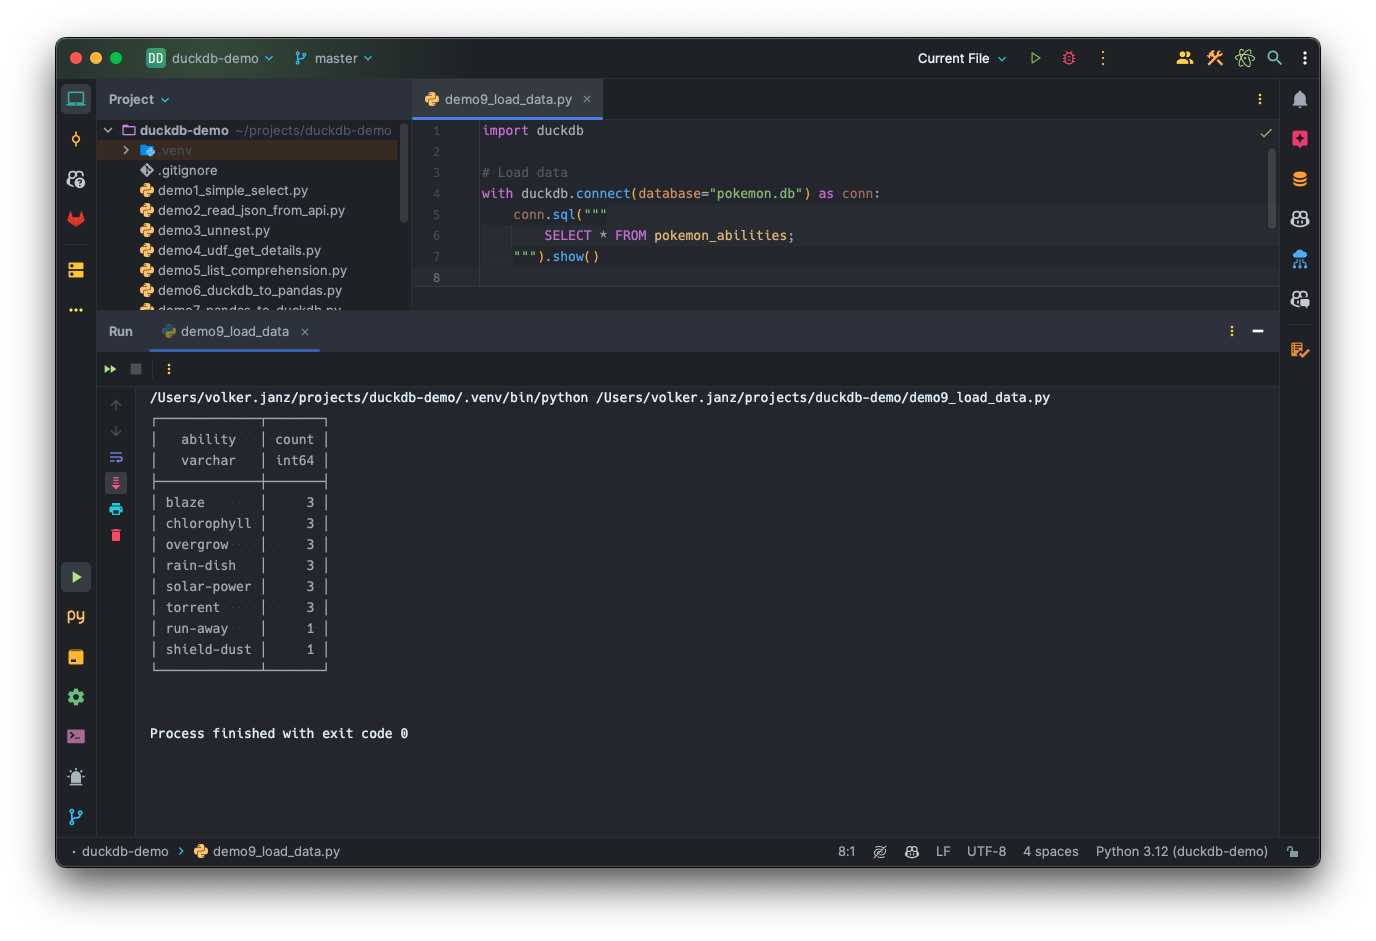 DD duckdb-demo master Current File
Project
demo9_load_data.py
duckdb-demo ~/projects/duckdb-demo
.venv
.gitignore
demo1_simple_select.py
demo2_read_json_from_api.py
demo3_unnest.py
demo4_udf_get_details.py
demo5_list_comprehension.py
demo6_duckdb_to_pandas.py
demo7_pandas_to_duckdb.py
1 import duckdb
2
3 # Load data
4 with duckdb.connect(database="pokemon.db") as conn:
5 conn.sql("""
6 SELECT * FROM pokemon_abilities;
7 """).show()
8
Run demo9_load_data
/Users/volker.janz/projects/duckdb-demo/.venv/bin/python /Users/volker.janz/projects/duckdb-demo/demo9_load_data.py
ability count
varchar int64
blaze 3
chlorophyll 3
overgrow 3
rain-dish 3
solar-power 3
torrent 3
run-away 1
shield-dust 1
Process finished with exit code 0
py
duckdb-demo > demo9_load_data.py 8:1 LF UTF-8 4 spaces Python 3.12 (duckdb-demo)